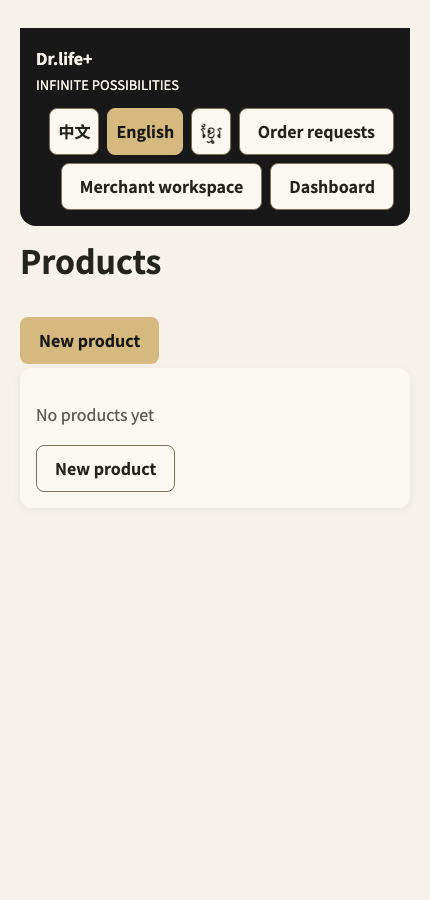 Dr.life+
INFINITE POSSIBILITIES
中文 English ខ្មែរ Order requests
Merchant workspace Dashboard
Products
New product
No products yet
New product